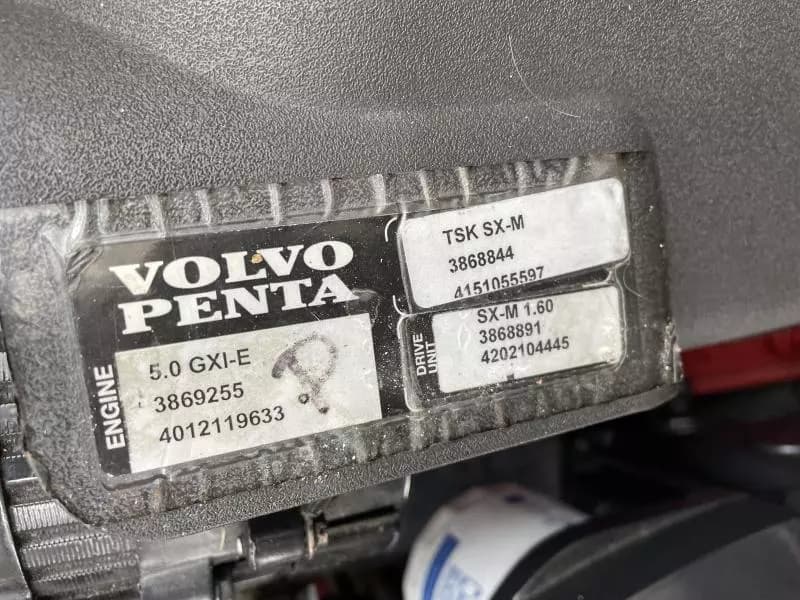 VOLVO
PENTA
ENGINE
5.0 GXI-E
3869255
4012119633
TSK SX-M
3868844
4151055597
DRIVE
UNIT
SX-M 1.60
3868891
4202104445